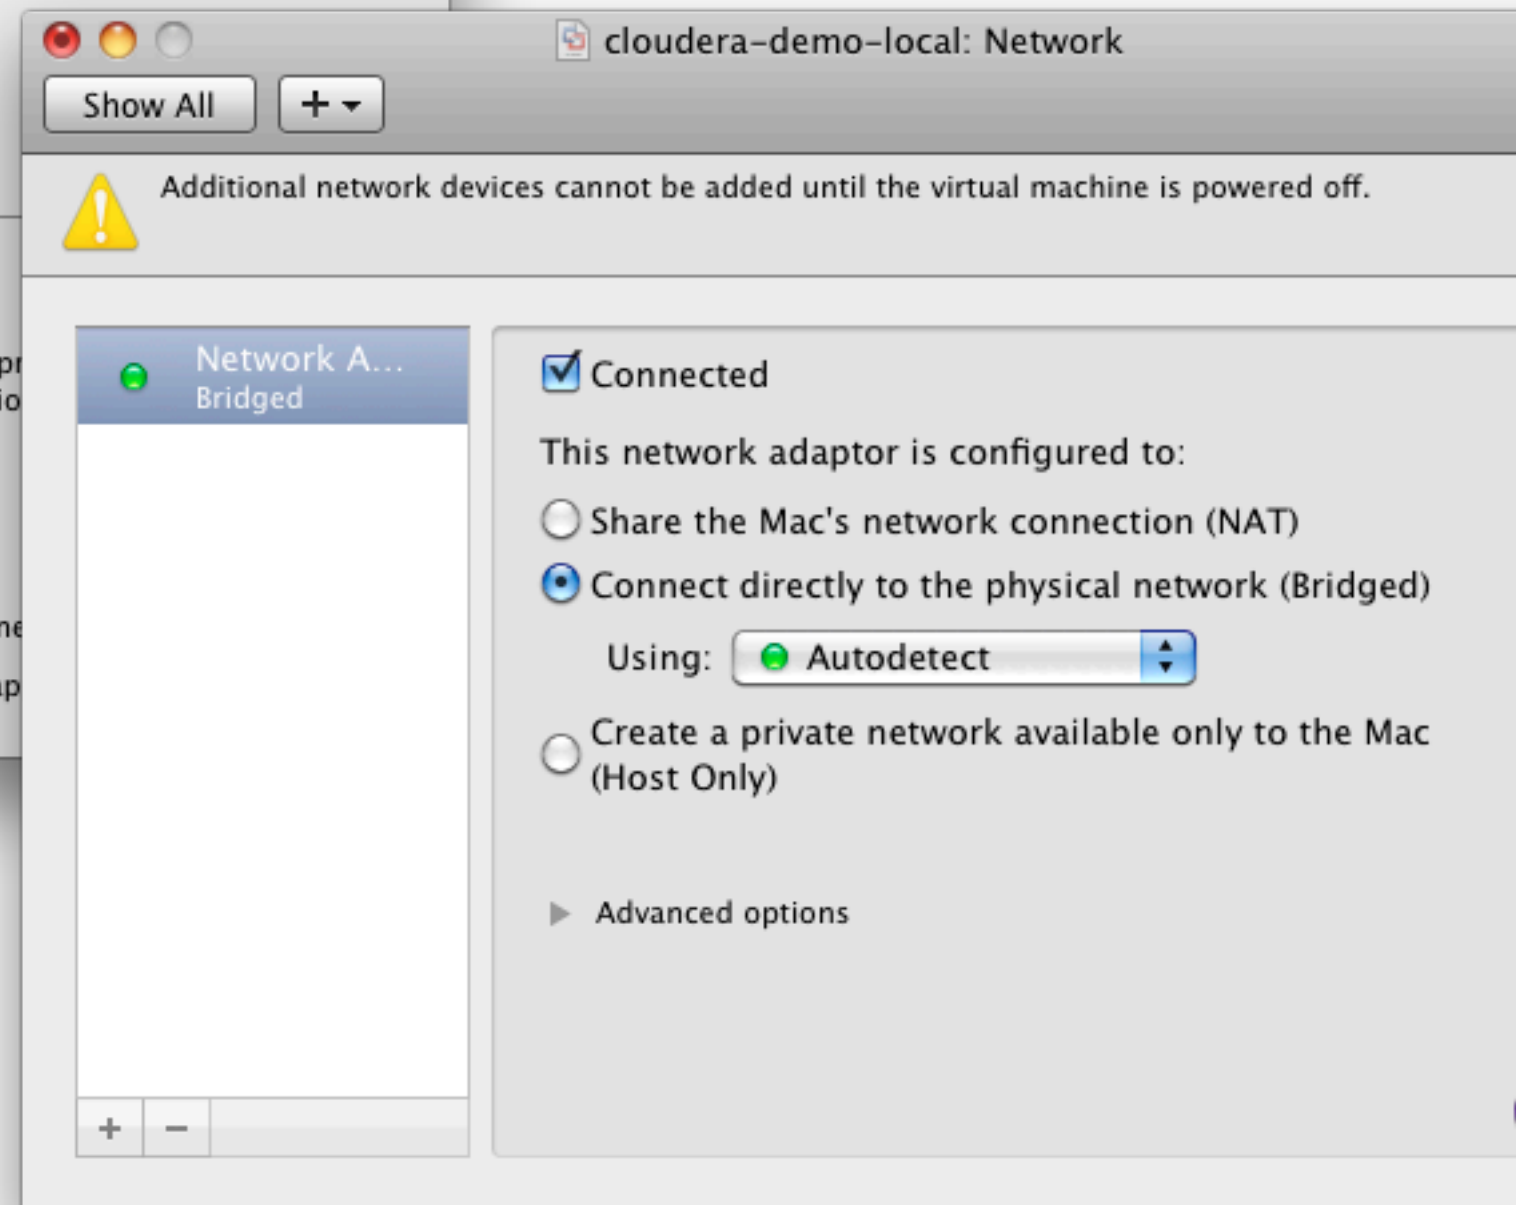 cloudera-demo-local: Network
Show All
Additional network devices cannot be added until the virtual machine is powered off.
Network A...
Bridged
Connected
This network adaptor is configured to:
Share the Mac's network connection (NAT)
Connect directly to the physical network (Bridged)
Using: Autodetect
Create a private network available only to the Mac
(Host Only)
Advanced options